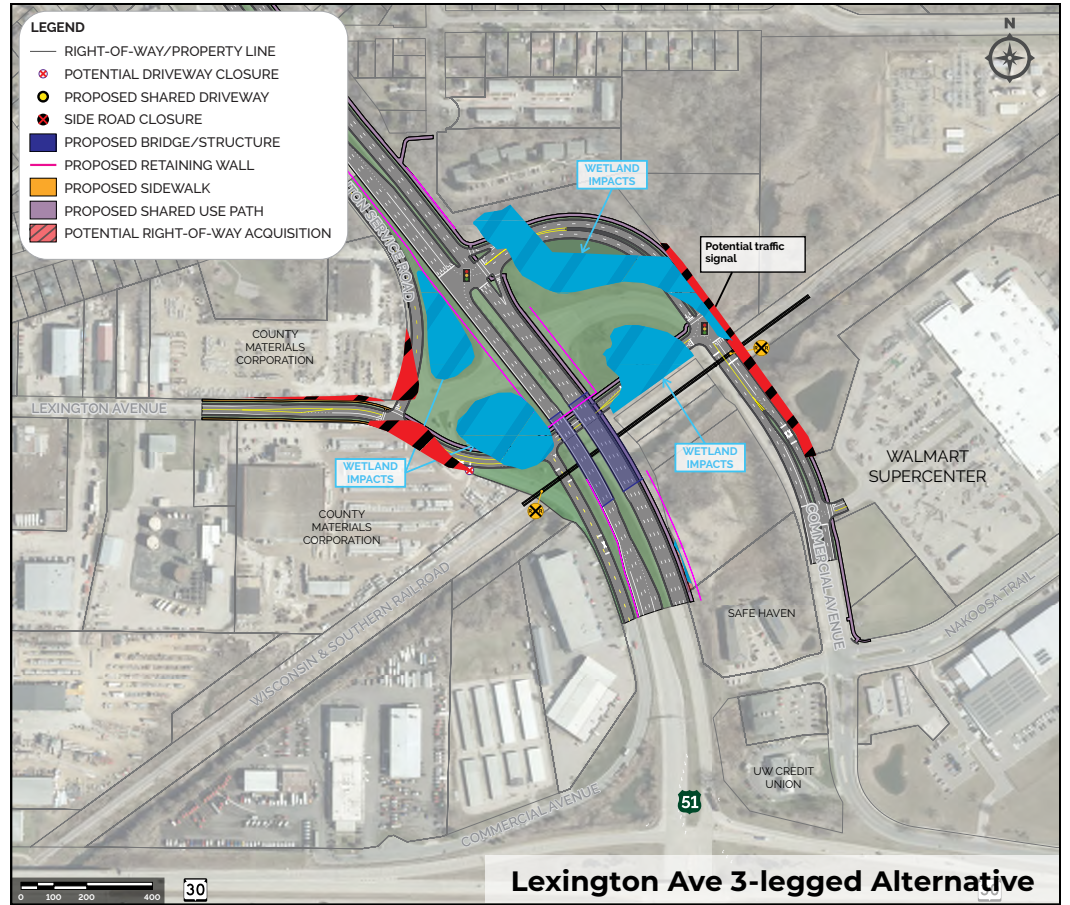 LEGEND
RIGHT-OF-WAY/PROPERTY LINE
POTENTIAL DRIVEWAY CLOSURE
PROPOSED SHARED DRIVEWAY
SIDE ROAD CLOSURE
PROPOSED BRIDGE/STRUCTURE
PROPOSED RETAINING WALL
PROPOSED SIDEWALK
PROPOSED SHARED USE PATH
POTENTIAL RIGHT-OF-WAY ACQUISITION
N
WETLAND
IMPACTS
TON SERVICE ROAD
Potential traffic
signal
COUNTY
MATERIALS
CORPORATION
LEXINGTON AVENUE
WETLAND
IMPACTS
WETLAND
IMPACTS
WALMART
SUPERCENTER
COUNTY
MATERIALS
CORPORATION
COMMERCIAL AVENUE
WISCONSIN & SOUTHERN RAILROAD
NAKOOSA TRAIL
SAFE HAVEN
UW CREDIT
UNION
51
COMMERCIAL AVENUE
0 100 200 400
30
Lexington Ave 3-legged Alternative
30